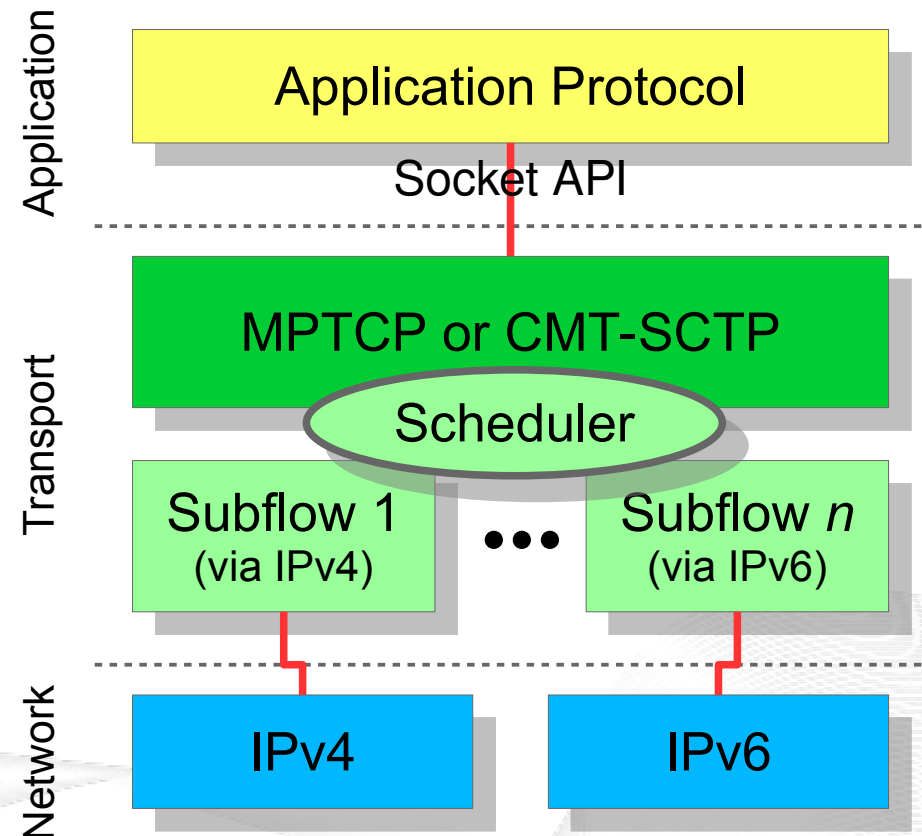 Application
Application Protocol
Socket API
Transport
MPTCP or CMT-SCTP
Scheduler
Subflow 1
(via IPv4)
•••
Subflow n
(via IPv6)
Network
IPv4
IPv6